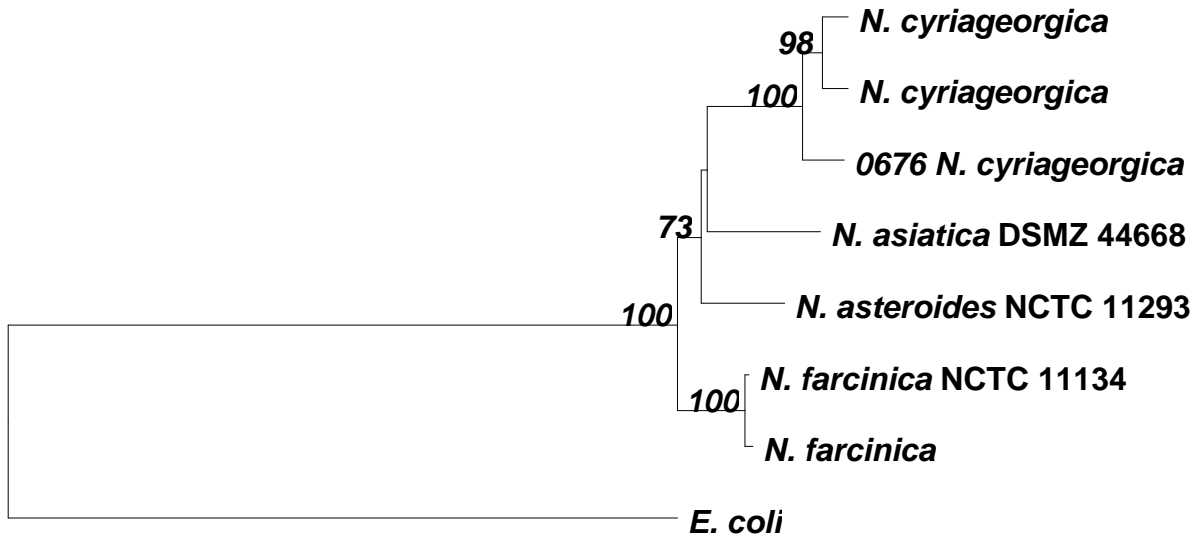 N. cyriageorgica
98
N. cyriageorgica
100
0676 N. cyriageorgica
73
N. asiatica DSMZ 44668
N. asteroides NCTC 11293
100
N. farcinica NCTC 11134
100
N. farcinica
E. coli